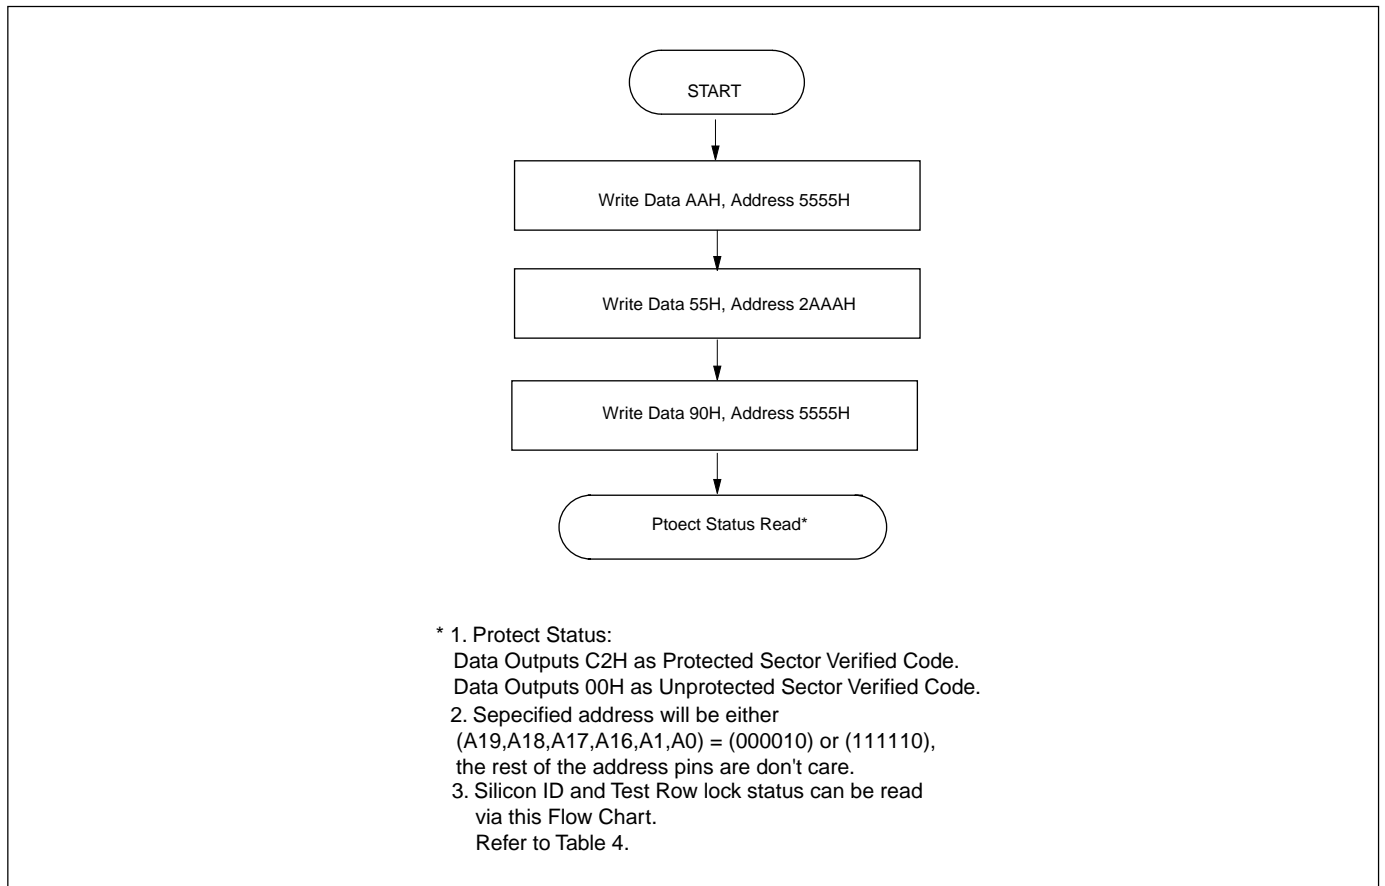 START
Write Data AAH, Address 5555H
Write Data 55H, Address 2AAAH
Write Data 90H, Address 5555H
Ptoect Status Read*
* 1. Protect Status:
Data Outputs C2H as Protected Sector Verified Code.
Data Outputs 00H as Unprotected Sector Verified Code.
2. Sepecified address will be either
(A19,A18,A17,A16,A1,A0) = (000010) or (111110),
the rest of the address pins are don't care.
3. Silicon ID and Test Row lock status can be read
via this Flow Chart.
Refer to Table 4.